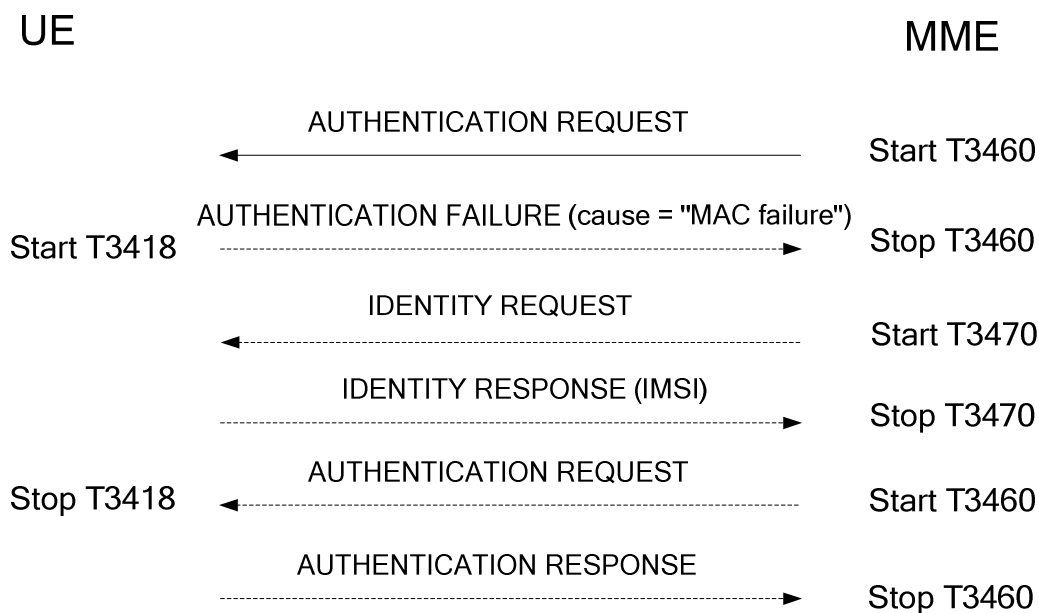 UE
MME
AUTHENTICATION REQUEST
Start T3460
AUTHENTICATION FAILURE (cause = "MAC failure")
Start T3418
Stop T3460
IDENTITY REQUEST
Start T3470
IDENTITY RESPONSE (IMSI)
Stop T3470
AUTHENTICATION REQUEST
Stop T3418
Start T3460
AUTHENTICATION RESPONSE
Stop T3460